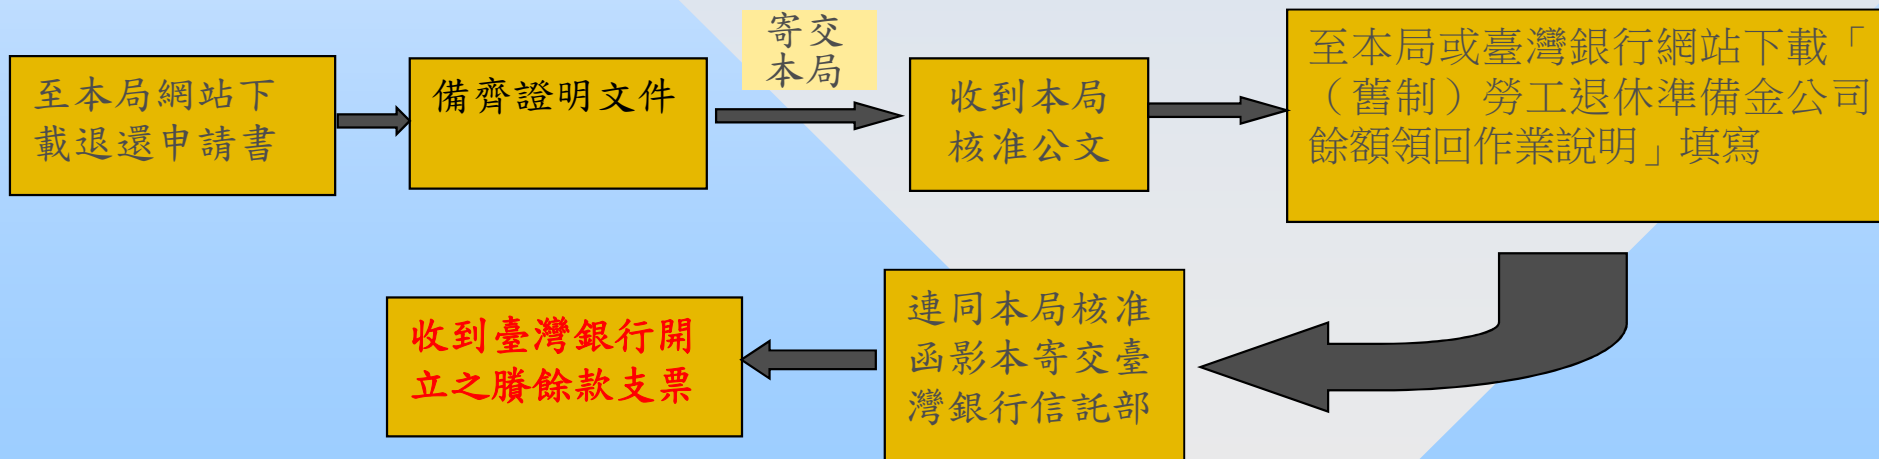 至本局網站下
載退還申請書
備齊證明文件
寄交
本局
收到本局
核准公文
至本局或臺灣銀行網站下載「
（舊制）勞工退休準備金公司
餘額領回作業說明」填寫
連同本局核准
函影本寄交臺
灣銀行信託部
收到臺灣銀行開
立之賸餘款支票